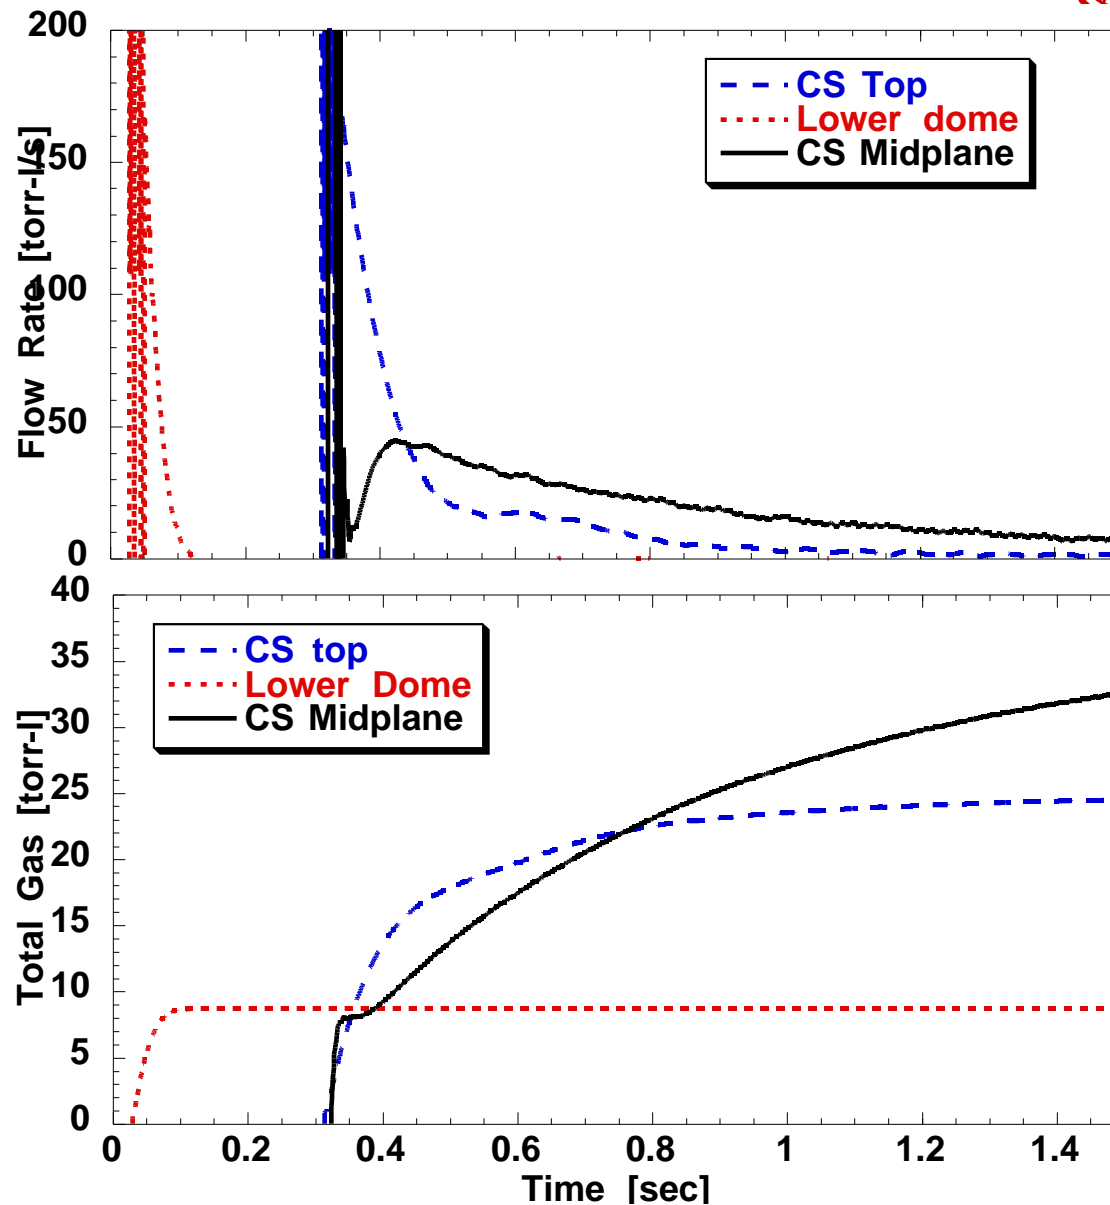 200
150
100
50
0
Flow Rate [torr-l/s]
CS Top
Lower dome
CS Midplane
40
35
30
25
20
15
10
5
0
Total Gas [torr-l]
CS top
Lower Dome
CS Midplane
0 0.2 0.4 0.6 0.8 1 1.2 1.4
Time [sec]